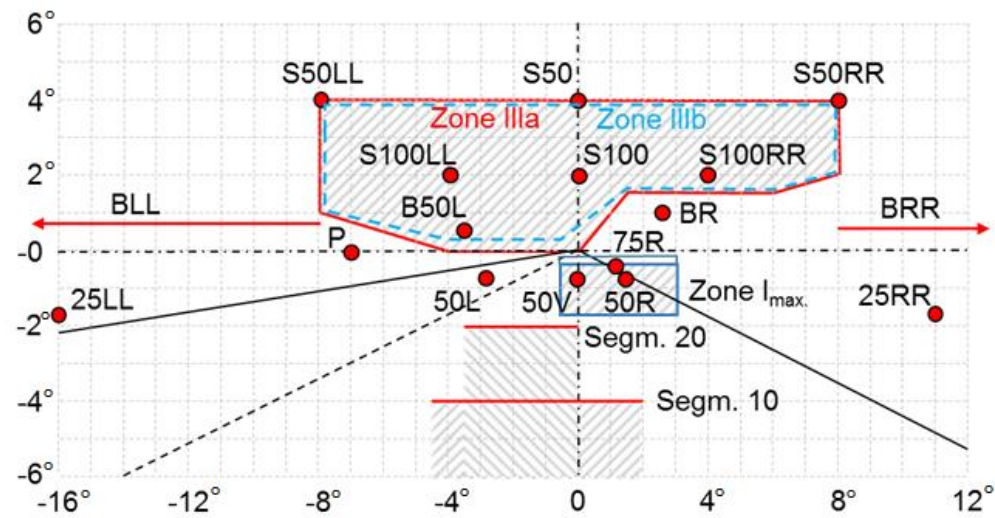 6°
S50LL S50 S50RR
4°
Zone IIIa Zone IIIb
S100LL S100 S100RR
2°
BLL B50L BR BRR
P 75R
-0
25LL 50L 50V 50R Zone Imax. 25RR
-2°
Segm. 20
-4° Segm. 10
-6°
-16° -12° -8° -4° 0 4° 8° 12°